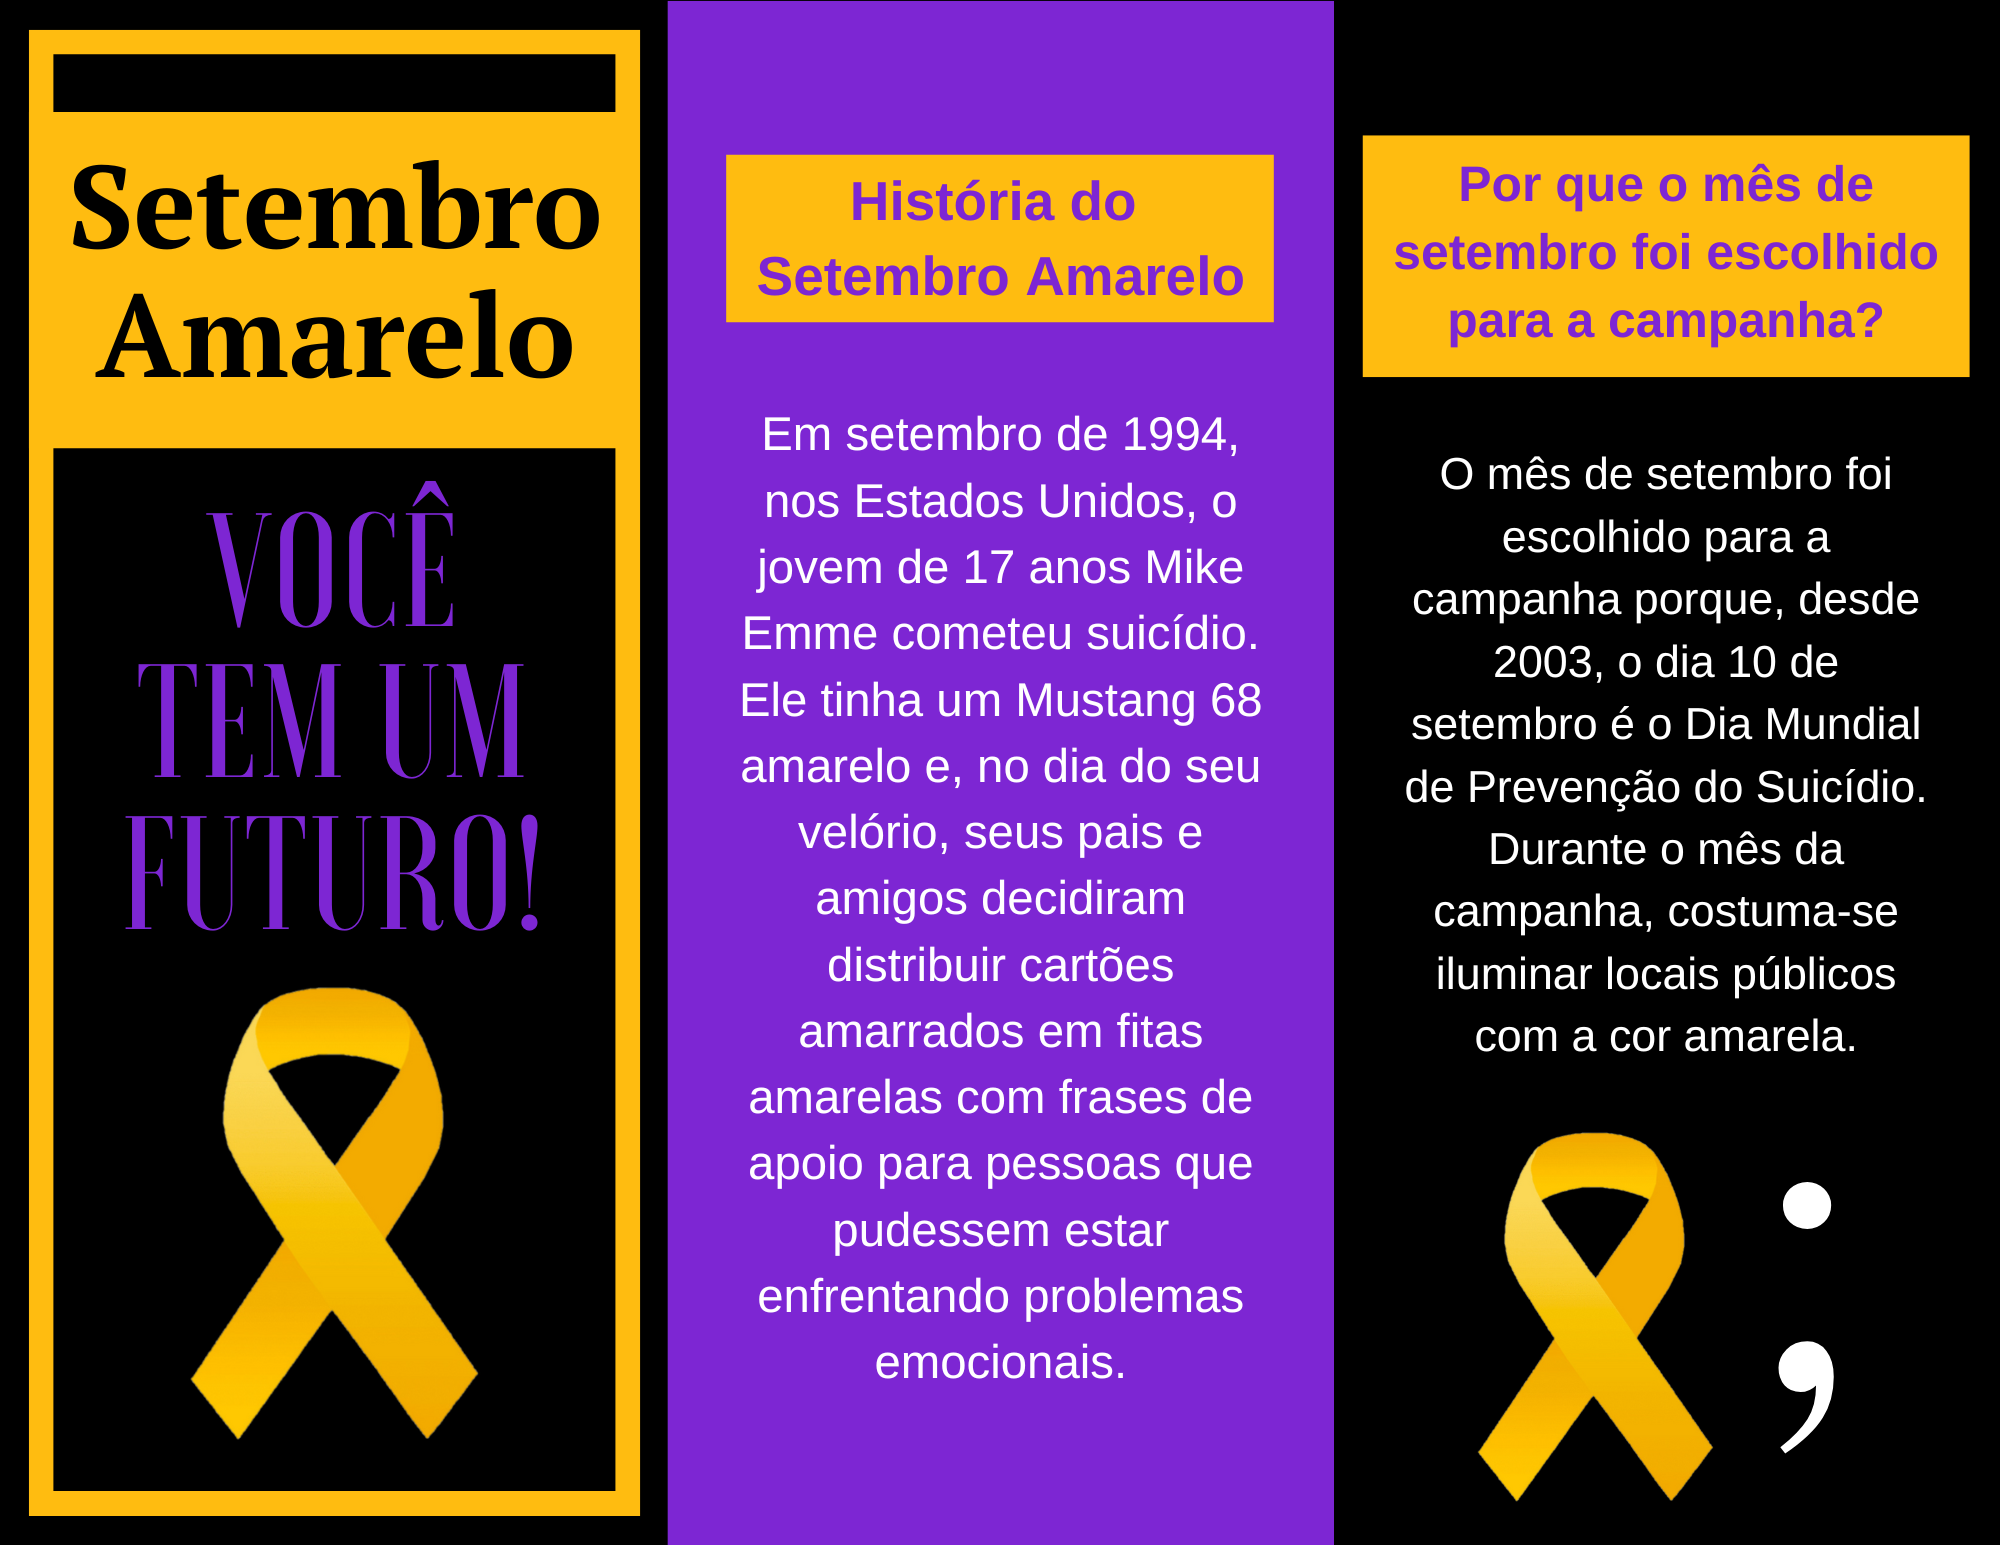 Setembro
Amarelo
VOCÊ
TEM UM
FUTURO!
História do
Setembro Amarelo
Em setembro de 1994,
nos Estados Unidos, o
jovem de 17 anos Mike
Emme cometeu suicídio.
Ele tinha um Mustang 68
amarelo e, no dia do seu
velório, seus pais e
amigos decidiram
distribuir cartões
amarrados em fitas
amarelas com frases de
apoio para pessoas que
pudessem estar
enfrentando problemas
emocionais.
Por que o mês de
setembro foi escolhido
para a campanha?
O mês de setembro foi
escolhido para a
campanha porque, desde
2003, o dia 10 de
setembro é o Dia Mundial
de Prevenção do Suicídio.
Durante o mês da
campanha, costuma-se
iluminar locais públicos
com a cor amarela.
;